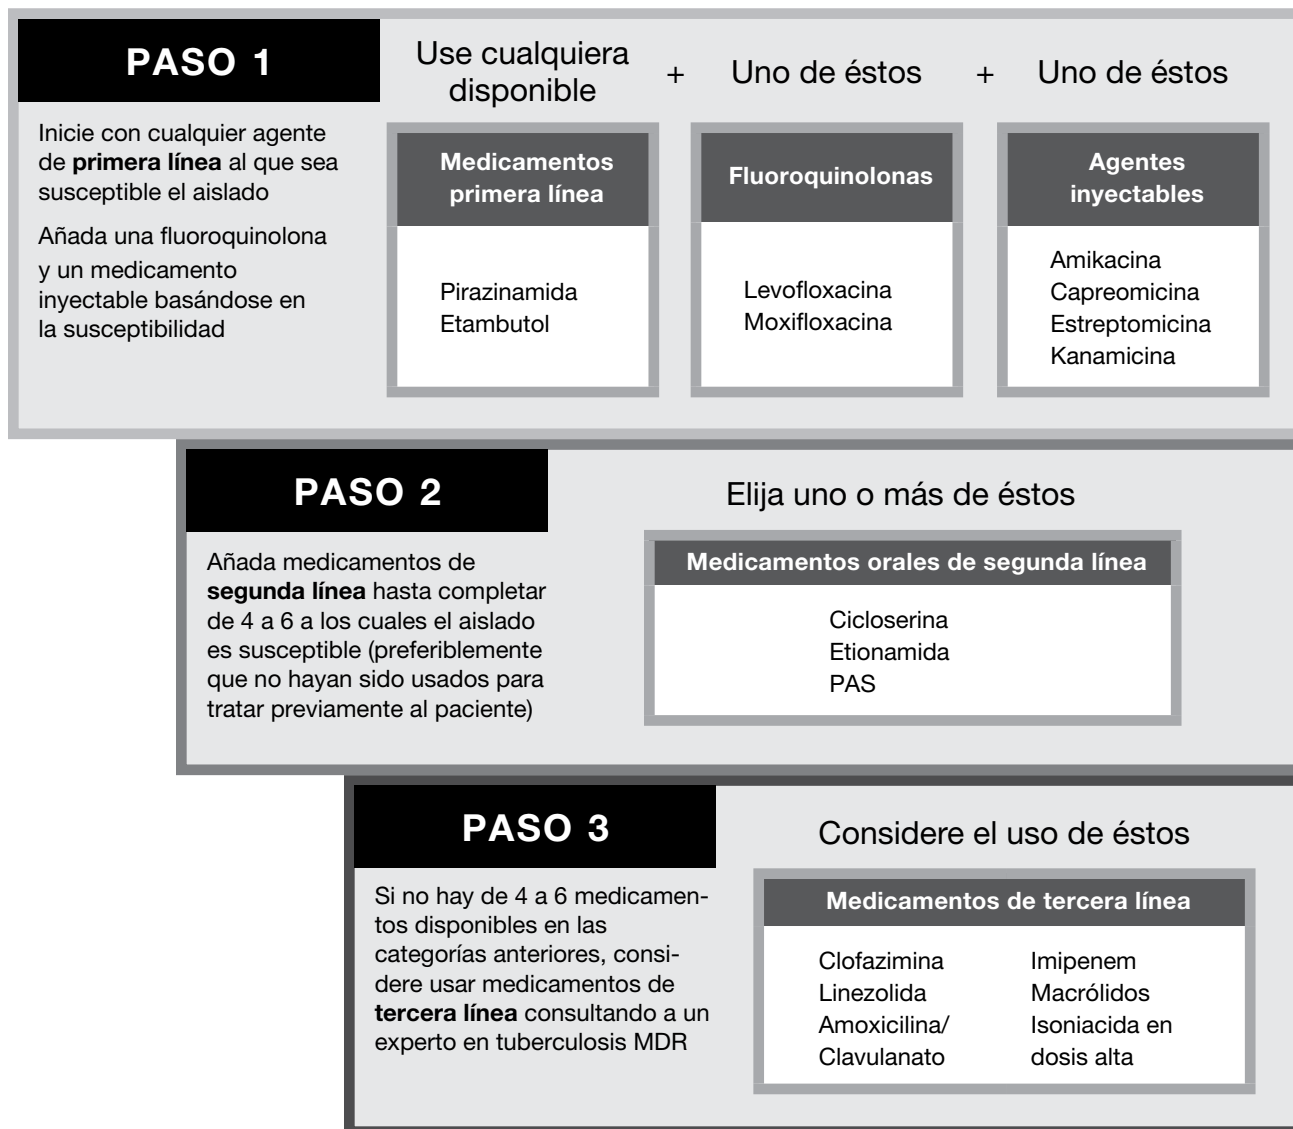 PASO 1
Inicie con cualquier agente
de primera línea al que sea
susceptible el aislado
Añada una fluoroquinolona
y un medicamento
inyectable basándose en
la susceptibilidad
Use cualquiera
disponible
+
Uno de éstos
+
Uno de éstos
Medicamentos
primera línea
Pirazinamida
Etambutol
Fluoroquinolonas
Levofloxacina
Moxifloxacina
Agentes
inyectables
Amikacina
Capreomicina
Estreptomicina
Kanamicina
PASO 2
Añada medicamentos de
segunda línea hasta completar
de 4 a 6 a los cuales el aislado
es susceptible (preferiblemente
que no hayan sido usados para
tratar previamente al paciente)
Elija uno o más de éstos
Medicamentos orales de segunda línea
Cicloserina
Etionamida
PAS
PASO 3
Si no hay de 4 a 6 medicamen-
tos disponibles en las
categorías anteriores, consi-
dere usar medicamentos de
tercera línea consultando a un
experto en tuberculosis MDR
Considere el uso de éstos
Medicamentos de tercera línea
Clofazimina
Linezolida
Amoxicilina/
Clavulanato
Imipenem
Macrólidos
Isoniacida en
dosis alta